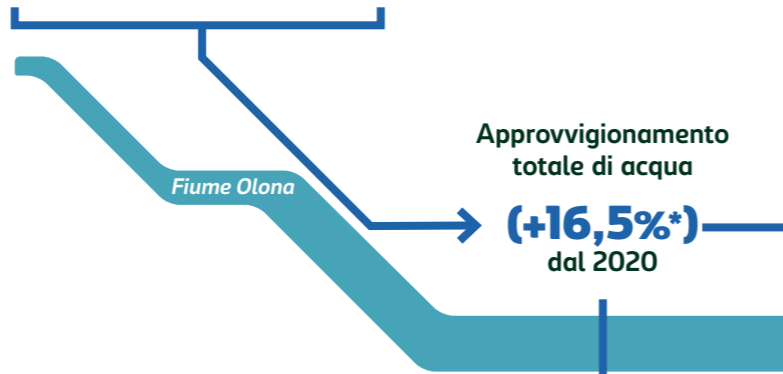 Approvvigionamento
totale di acqua
Fiume Olona
(+16,5%*)
dal 2020